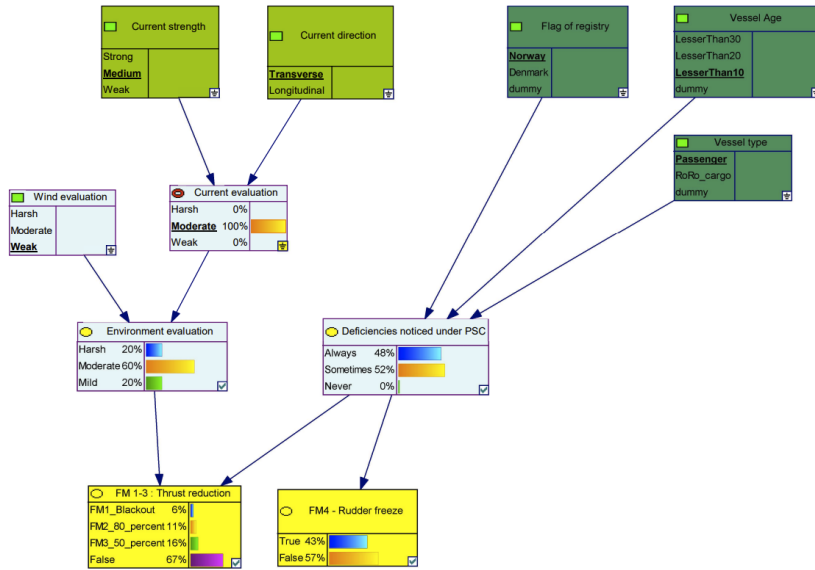 Current strength
Strong
Medium
Weak
Current direction
Transverse
Longitudinal
Flag of registry
Norway
Denmark
dummy
Vessel Age
LesserThan30
LesserThan20
LesserThan10
dummy
Vessel type
Passenger
RoRo_cargo
dummy
Wind evaluation
Harsh
Moderate
Weak
Current evaluation
Harsh 0%
Moderate 100%
Weak 0%
Environment evaluation
Harsh 20%
Moderate 60%
Mild 20%
Deficiencies noticed under PSC
Always 48%
Sometimes 52%
Never 0%
FM 1-3 : Thrust reduction
FM1_Blackout 6%
FM2_80_percent 11%
FM3_50_percent 16%
False 67%
FM4 - Rudder freeze
True 43%
False 57%